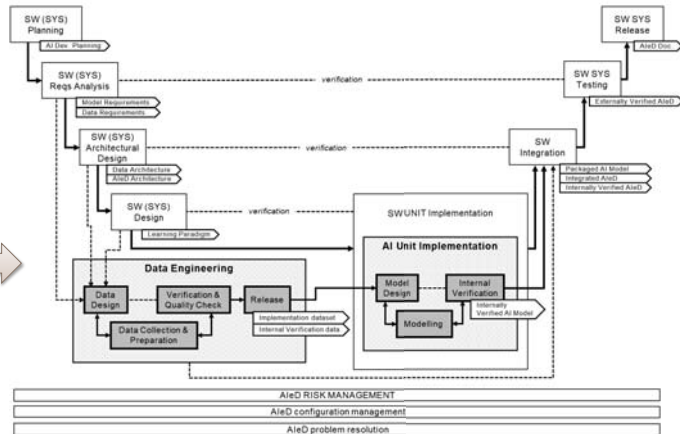 SW (SYS)
Planning
AI Dev. Planning
SW SYS
Release
AIeD Doc.
SW (SYS)
Reqs Analysis
Model Requirements
Data Requirements
verification
SW SYS
Testing
Externally Verified AIeD
SW (SYS)
Architectural
Design
Data Architecture
AIeD Architecture
verification
SW
Integration
Packaged AI Model
Integrated AIeD
Internally Verified AIeD
SW (SYS)
Design
Learning Paradigm
verification
SW UNIT Implementation
AI Unit Implementation
Model
Design
Internal
Verification
Internally
Verified AI Model
Modelling
Data Engineering
Data
Design
Verification &
Quality Check
Release
Implementation dataset
Internal Verification data
Data Collection &
Preparation
AIeD RISK MANAGEMENT
AIeD configuration management
AIeD problem resolution